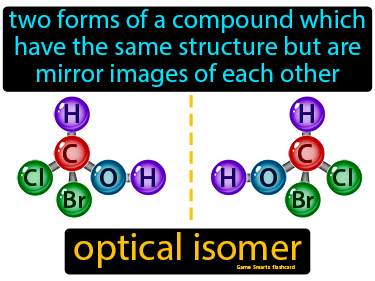 two forms of a compound which
have the same structure but are
mirror images of each other
H H
C C
Cl O H H O Cl
Br Br
optical isomer
Game Smartz flashcard